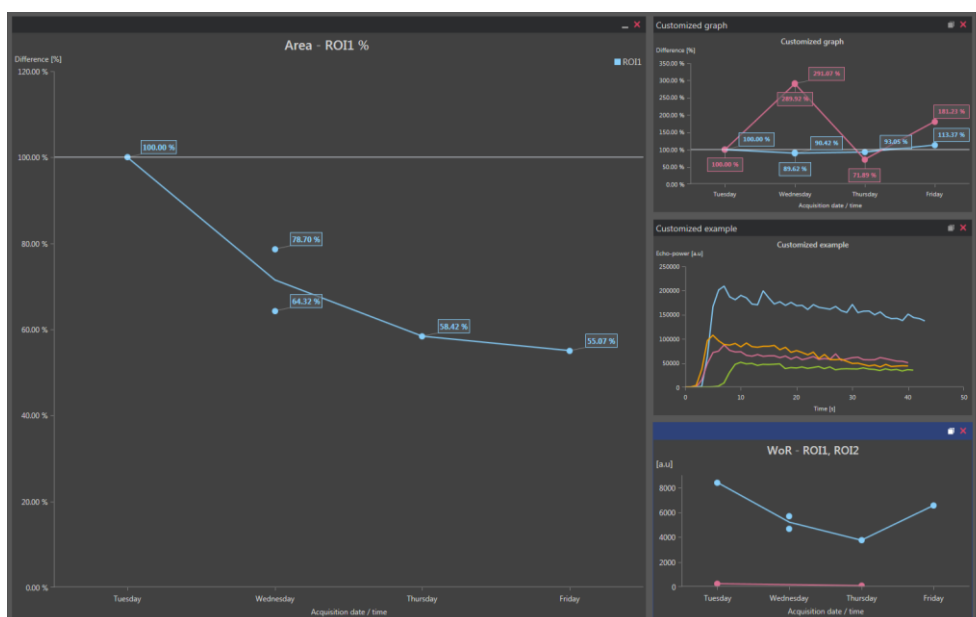 Area - ROI1 %
Difference [%]
ROI1
120.00 %
100.00 %
80.00 %
60.00 %
40.00 %
20.00 %
0.00 %
100.00 %
78.70 %
64.32 %
58.42 %
55.07 %
Tuesday Wednesday Thursday Friday
Acquisition date / time
Customized graph
Customized graph
Difference [%]
350.00 %
300.00 %
250.00 %
200.00 %
150.00 %
100.00 %
50.00 %
0.00 %
291.07 %
289.92 %
183.23 %
100.00 %
90.42 %
93.05 %
113.37 %
100.00 %
89.62 %
71.89 %
Tuesday Wednesday Thursday Friday
Acquisition date / time
Customized example
Customized example
Echo-power [a.u]
250000
200000
150000
100000
50000
0
0 10 20 30 40 50
Time [s]
WoR - ROI1, ROI2
[a.u]
8000
6000
4000
2000
0
Tuesday Wednesday Thursday Friday
Acquisition date / time